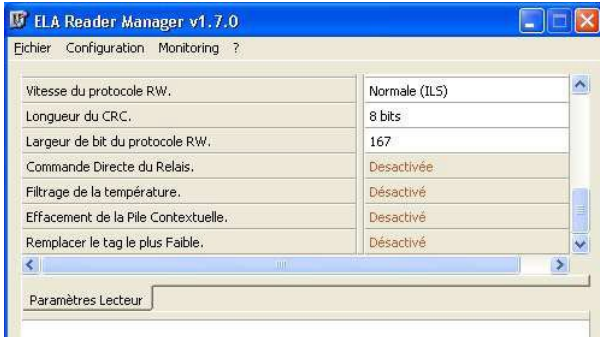 ELA Reader Manager v1.7.0
Fichier Configuration Monitoring ?
Vitesse du protocole RW. Normale (ILS)
Longueur du CRC. 8 bits
Largeur de bit du protocole RW. 167
Commande Directe du Relais. Desactivée
Filtrage de la température. Désactivé
Effacement de la Pile Contextuelle. Désactivé
Remplacer le tag le plus Faible. Désactivé
Paramètres Lecteur